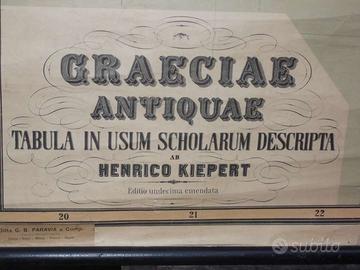 GRAECIAE
ANTIQUAE
TABULA IN USUM SCHOLARUM DESCRIPTA
AB
HENRICO KIEPERT
Editio undecima emendata
20 21 22
Ditta G. B. PARAVIA e Comp.
subito